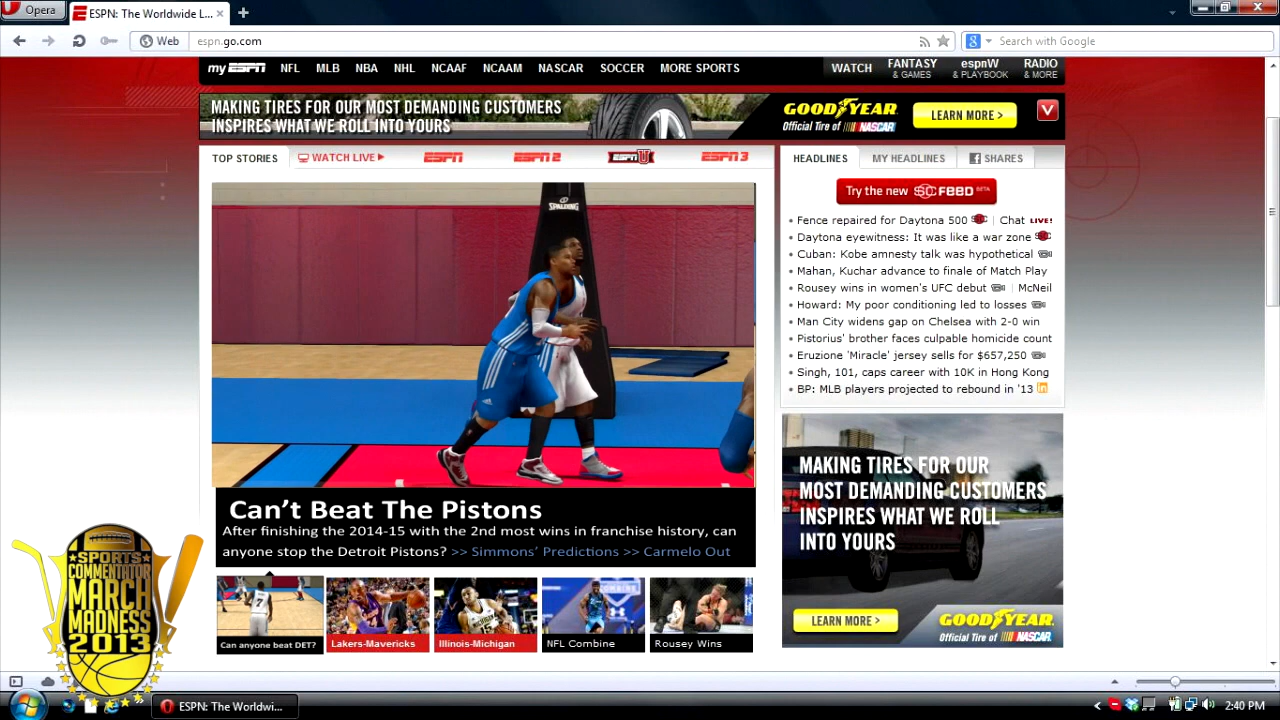 Opera
ESPN: The Worldwide L...
Web
espn.go.com
Search with Google
myESPN NFL MLB NBA NHL NCAAF NCAAM NASCAR SOCCER MORE SPORTS
WATCH
FANTASY
& GAMES
espnW
& PLAYBOOK
RADIO
& MORE
MAKING TIRES FOR OUR MOST DEMANDING CUSTOMERS
INSPIRES WHAT WE ROLL INTO YOURS
GOODYEAR
Official Tire of NASCAR
LEARN MORE >
TOP STORIES
WATCH LIVE
ESPN
ESPN 2
ESPN U
ESPN 3
HEADLINES
MY HEADLINES
SHARES
Try the new SC FEED BETA
Fence repaired for Daytona 500 SC | Chat LIVE!
Daytona eyewitness: It was like a war zone SC
Cuban: Kobe amnesty talk was hypothetical
Mahan, Kuchar advance to finale of Match Play
Rousey wins in women's UFC debut | McNeil
Howard: My poor conditioning led to losses
Man City widens gap on Chelsea with 2-0 win
Pistorius' brother faces culpable homicide count
Eruzione 'Miracle' jersey sells for $657,250
Singh, 101, caps career with 10K in Hong Kong
BP: MLB players projected to rebound in '13 in
SPALDING
Can't Beat The Pistons
After finishing the 2014-15 with the 2nd most wins in franchise history, can
anyone stop the Detroit Pistons? >> Simmons' Predictions >> Carmelo Out
7
Can anyone beat DET?
Lakers-Mavericks
Illinois-Michigan
COMBINE
NFL Combine
Rousey Wins
MAKING TIRES FOR OUR
MOST DEMANDING CUSTOMERS
INSPIRES WHAT WE ROLL
INTO YOURS
LEARN MORE >
GOODYEAR
Official Tire of NASCAR
SPORTS
COMMENTATOR
MARCH
MADNESS
2013
ESPN: The Worldwi...
2:40 PM